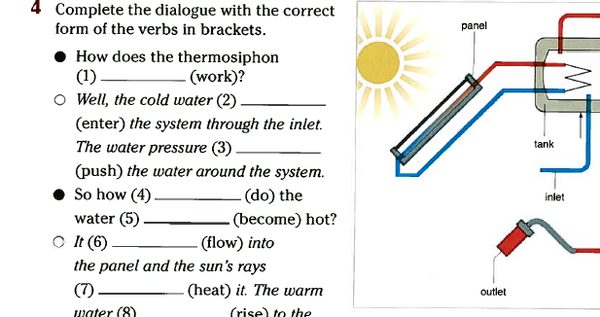 4 Complete the dialogue with the correct
form of the verbs in brackets.
● How does the thermosiphon
(1) __________ (work)?
○ Well, the cold water (2) __________
(enter) the system through the inlet.
The water pressure (3) __________
(push) the water around the system.
● So how (4) __________ (do) the
water (5) __________ (become) hot?
○ It (6) __________ (flow) into
the panel and the sun's rays
(7) __________ (heat) it. The warm
water (8) __________ (rise) to the
panel
tank
inlet
outlet